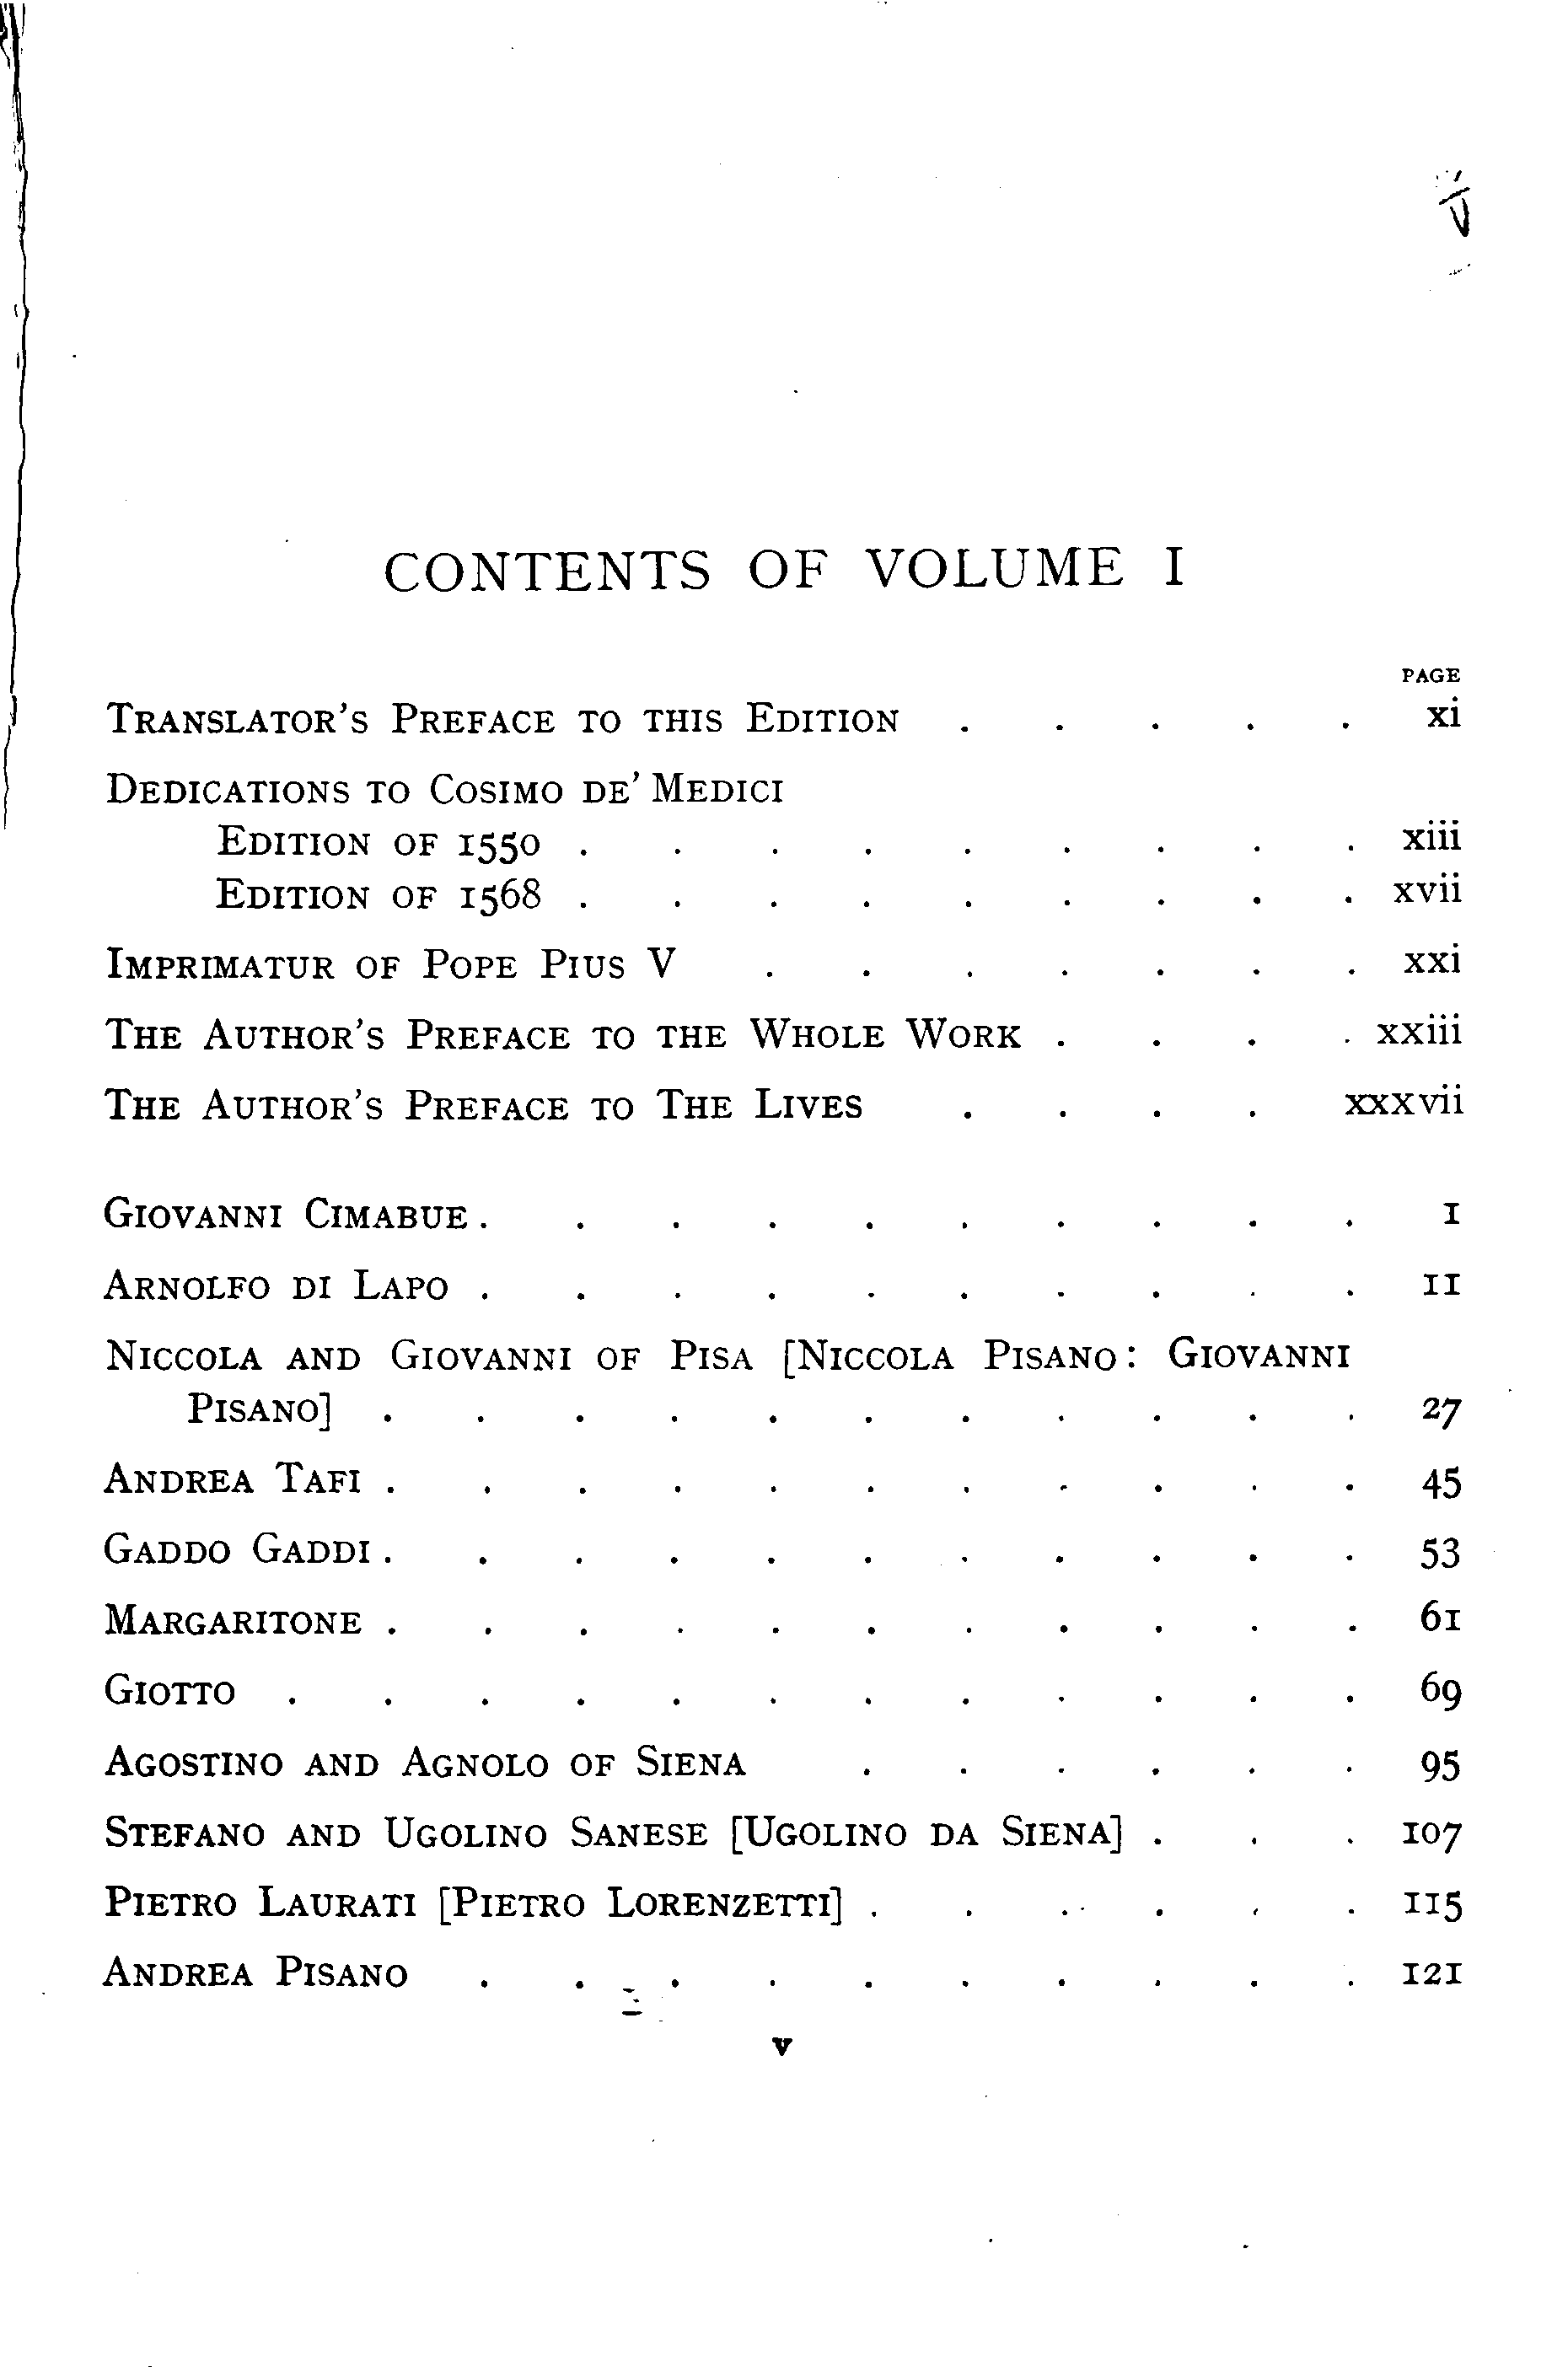 CONTENTS OF VOLUME I
PAGE
TRANSLATOR'S PREFACE TO THIS EDITION . . . . . xi
DEDICATIONS TO COSIMO DE' MEDICI
EDITION OF 1550 . . . . . . . . . xiii
EDITION OF 1568 . . . . . . . . . xvii
IMPRIMATUR OF POPE PIUS V . . . . . . . xxi
THE AUTHOR'S PREFACE TO THE WHOLE WORK . . . . xxiii
THE AUTHOR'S PREFACE TO THE LIVES . . . . xxxvii
GIOVANNI CIMABUE . . . . . . . . . . 1
ARNOLFO DI LAPO . . . . . . . . . . 11
NICCOLA AND GIOVANNI OF PISA [NICCOLA PISANO: GIOVANNI
PISANO] . . . . . . . . . . . 27
ANDREA TAFI . . . . . . . . . . . 45
GADDO GADDI . . . . . . . . . . . 53
MARGARITONE . . . . . . . . . . . 61
GIOTTO . . . . . . . . . . . . 69
AGOSTINO AND AGNOLO OF SIENA . . . . . . 95
STEFANO AND UGOLINO SANESE [UGOLINO DA SIENA] . . . 107
PIETRO LAURATI [PIETRO LORENZETTI] . . . . . . 115
ANDREA PISANO . . . . . . . . . . 121
v